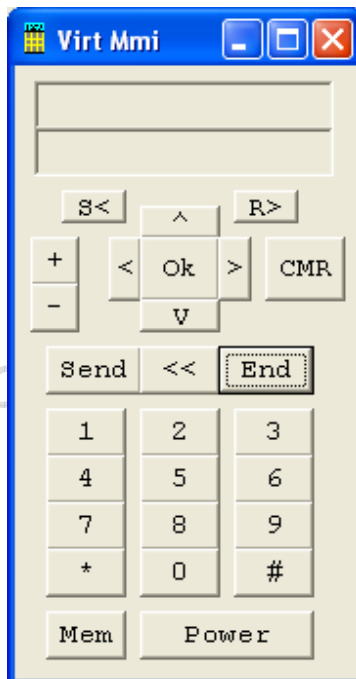 Virt Mmi
S< ^ R>
+ < Ok > CMR
-
V
Send << End
1 2 3
4 5 6
7 8 9
* 0 #
Mem Power